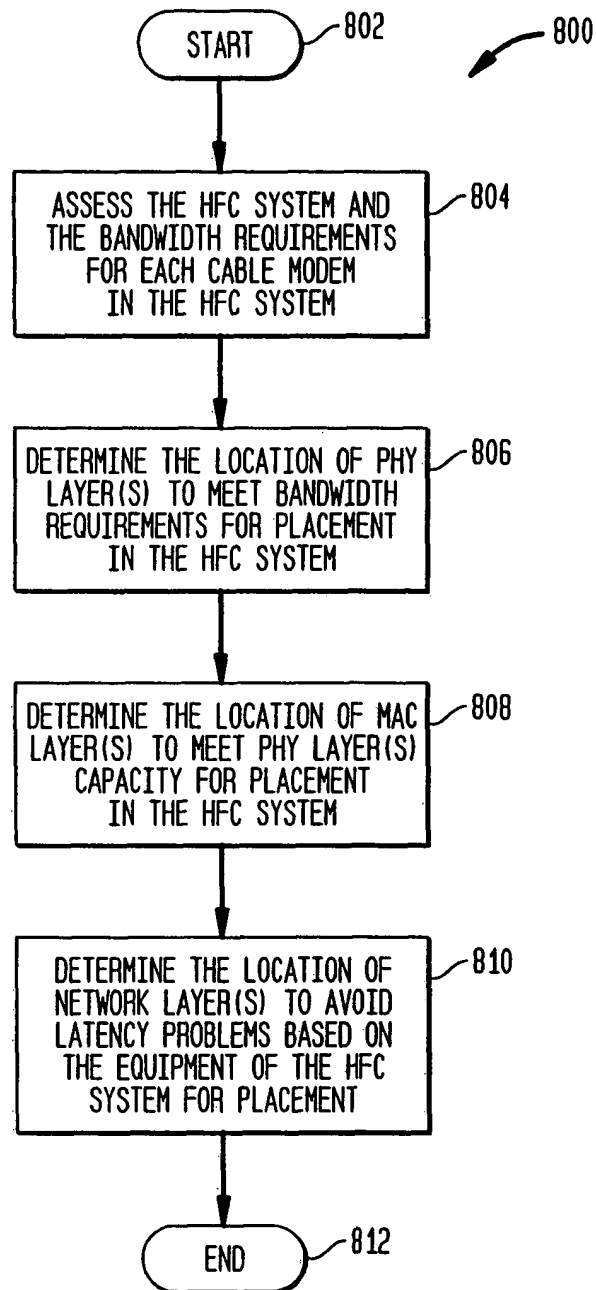 START
802
800
ASSESS THE HFC SYSTEM AND
THE BANDWIDTH REQUIREMENTS
FOR EACH CABLE MODEM
IN THE HFC SYSTEM
804
DETERMINE THE LOCATION OF PHY
LAYER(S) TO MEET BANDWIDTH
REQUIREMENTS FOR PLACEMENT
IN THE HFC SYSTEM
806
DETERMINE THE LOCATION OF MAC
LAYER(S) TO MEET PHY LAYER(S)
CAPACITY FOR PLACEMENT
IN THE HFC SYSTEM
808
DETERMINE THE LOCATION OF
NETWORK LAYER(S) TO AVOID
LATENCY PROBLEMS BASED ON
THE EQUIPMENT OF THE HFC
SYSTEM FOR PLACEMENT
810
END
812